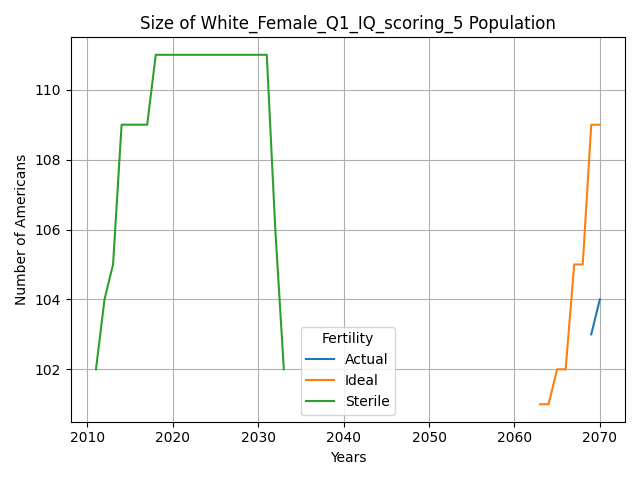 Size of White_Female_Q1_IQ_scoring_5 Population
Number of Americans
110
108
106
104
102
Fertility
Actual
Ideal
Sterile
2010 2020 2030 2040 2050 2060 2070
Years